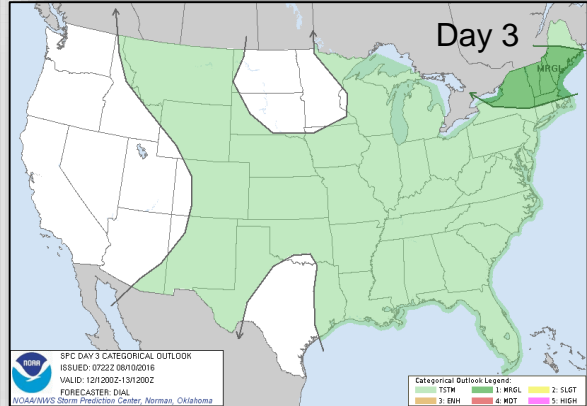 Day 3
MRGL
NOAA
SPC DAY 3 CATEGORICAL OUTLOOK
ISSUED: 0722Z 08/10/2016
VALID: 12/1200Z-13/1200Z
FORECASTER: DIAL
NOAA/NWS Storm Prediction Center, Norman, Oklahoma
Categorical Outlook Legend:
TSTM 1: MRGL 2: SLGT
3: ENH 4: MDT 5: HIGH